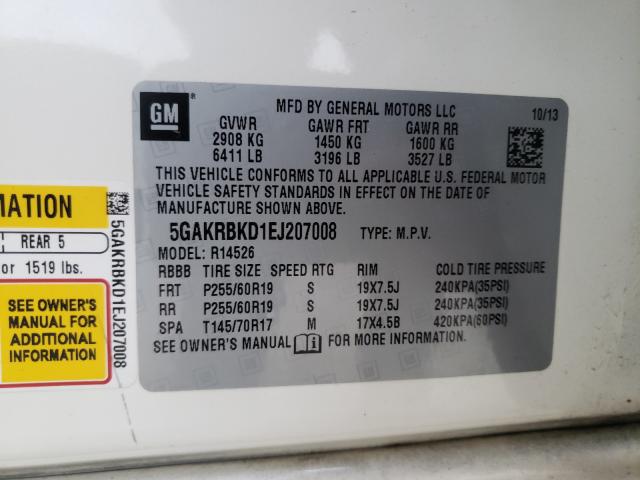 GM
®
MFD BY GENERAL MOTORS LLC
10/13
GVWR GAWR FRT GAWR RR
2908 KG 1450 KG 1600 KG
6411 LB 3196 LB 3527 LB
THIS VEHICLE CONFORMS TO ALL APPLICABLE U.S. FEDERAL MOTOR
VEHICLE SAFETY STANDARDS IN EFFECT ON THE DATE OF
MANUFACTURE SHOWN ABOVE.
5GAKRBKD1EJ207008 TYPE: M.P.V.
MODEL: R14526
RBBB TIRE SIZE SPEED RTG RIM COLD TIRE PRESSURE
FRT P255/60R19 S 19X7.5J 240KPA(35PSI)
RR P255/60R19 S 19X7.5J 240KPA(35PSI)
SPA T145/70R17 M 17X4.5B 420KPA(60PSI)
SEE OWNER'S MANUAL FOR MORE INFORMATION.
MATION
REAR 5
or 1519 lbs.
SEE OWNER'S
MANUAL FOR
ADDITIONAL
INFORMATION
5GAKRBKD1EJ207008